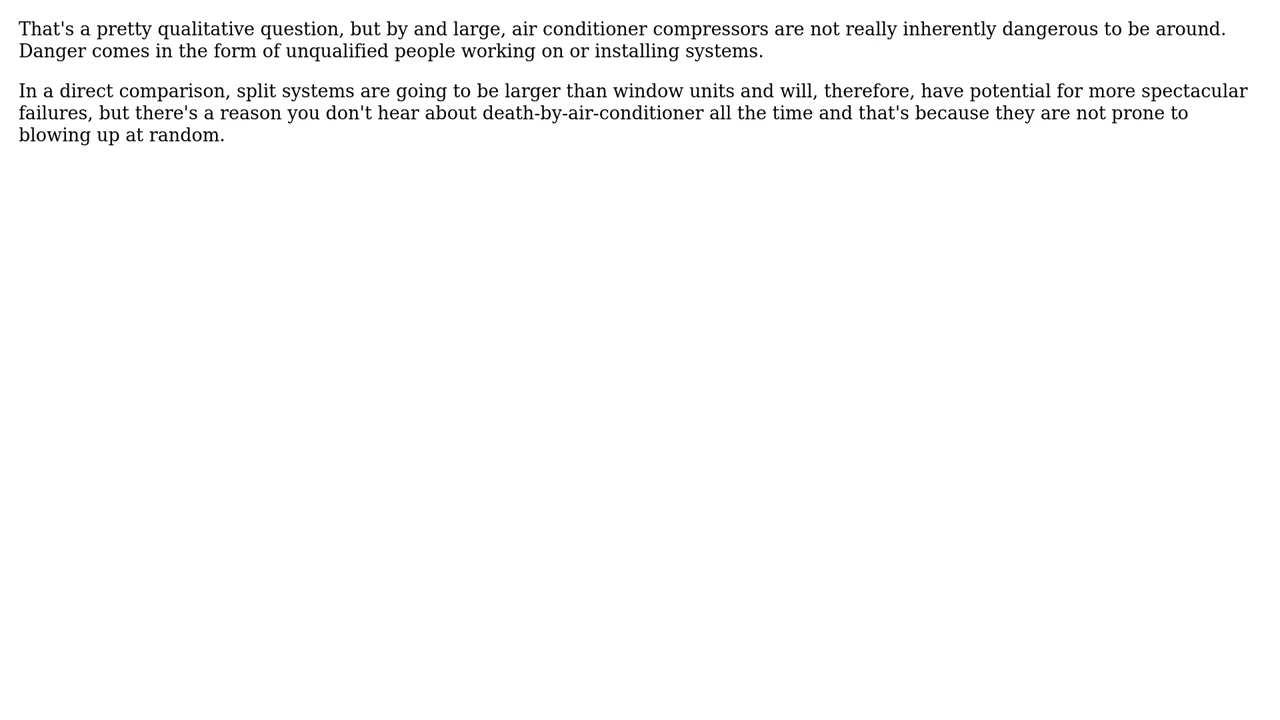 That's a pretty qualitative question, but by and large, air conditioner compressors are not really inherently dangerous to be around.
Danger comes in the form of unqualified people working on or installing systems.
In a direct comparison, split systems are going to be larger than window units and will, therefore, have potential for more spectacular
failures, but there's a reason you don't hear about death-by-air-conditioner all the time and that's because they are not prone to
blowing up at random.